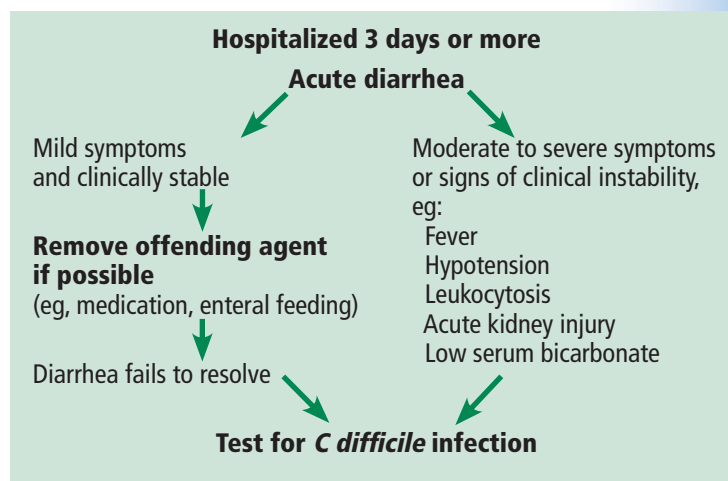 Hospitalized 3 days or more
Acute diarrhea
Mild symptoms
and clinically stable
Remove offending agent
if possible
(eg, medication, enteral feeding)
Diarrhea fails to resolve
Moderate to severe symptoms
or signs of clinical instability,
eg:
Fever
Hypotension
Leukocytosis
Acute kidney injury
Low serum bicarbonate
Test for C difficile infection